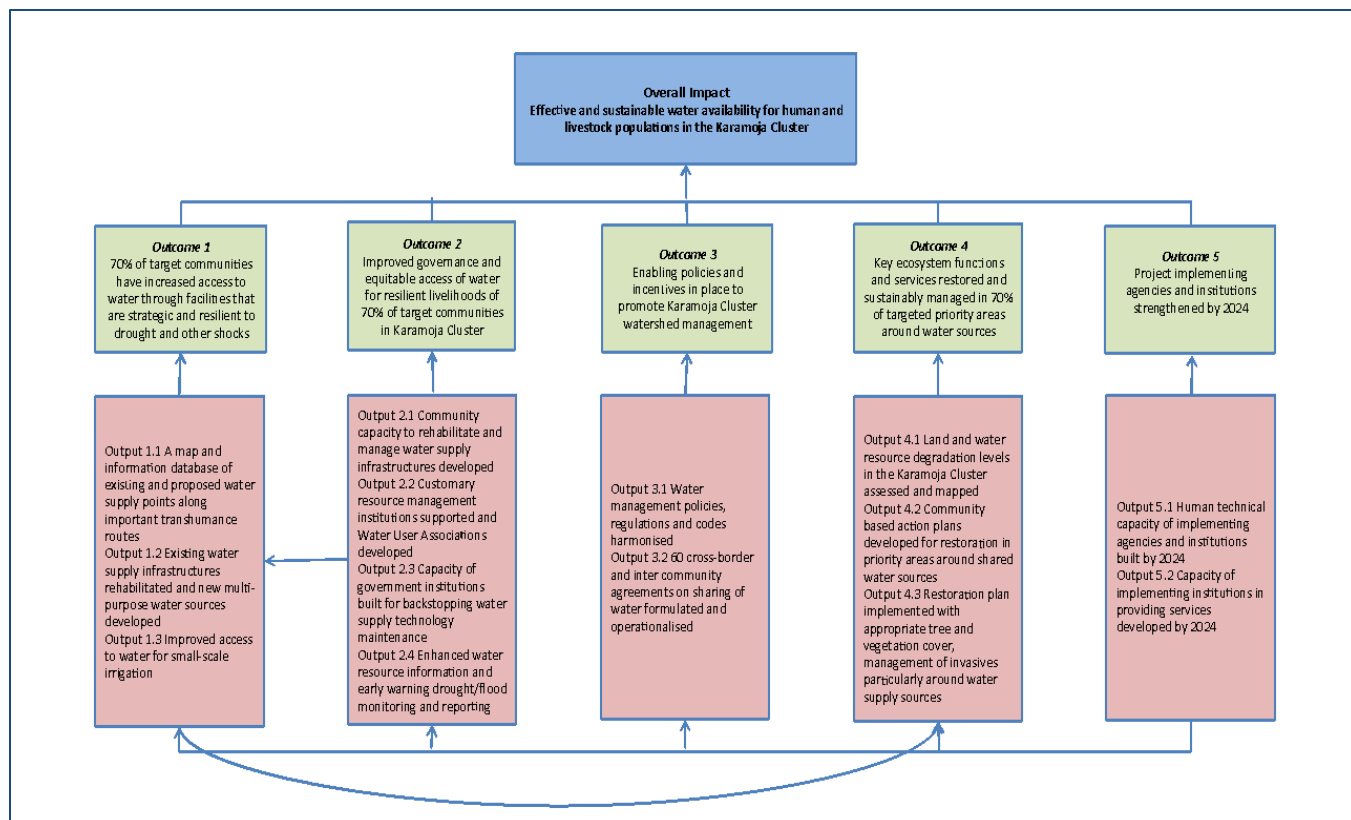 Overall Impact
Effective and sustainable water availability for human and
livestock populations in the Karamoja Cluster
Outcome 1
70% of target communities
have increased access to
water through facilities that
are strategic and resilient to
drought and other shocks
Outcome 2
Improved governance and
equitable access of water
for resilient livelihoods of
70% of target communities
in Karamoja Cluster
Outcome 3
Enabling policies and
incentives in place to
promote Karamoja Cluster
watershed management
Outcome 4
Key ecosystem functions
and services restored and
sustainably managed in 70%
of targeted priority areas
around water sources
Outcome 5
Project implementing
agencies and institutions
strengthened by 2024
Output 1.1 A map and
information database of
existing and proposed water
supply points along
important transhumance
routes
Output 1.2 Existing water
supply infrastructures
rehabilitated and new multi-
purpose water sources
developed
Output 1.3 Improved access
to water for small-scale
irrigation
Output 2.1 Community
capacity to rehabilitate and
manage water supply
infrastructures developed
Output 2.2 Customary
resource management
institutions supported and
Water User Associations
developed
Output 2.3 Capacity of
government institutions
built for backstopping water
supply technology
maintenance
Output 2.4 Enhanced water
resource information and
early warning drought/flood
monitoring and reporting
Output 3.1 Water
management policies,
regulations and codes
harmonised
Output 3.2 60 cross-border
and inter community
agreements on sharing of
water formulated and
operationalised
Output 4.1 Land and water
resource degradation levels
in the Karamoja Cluster
assessed and mapped
Output 4.2 Community
based action plans
developed for restoration in
priority areas around shared
water sources
Output 4.3 Restoration plan
implemented with
appropriate tree and
vegetation cover,
management of invasives
particularly around water
supply sources
Output 5.1 Human technical
capacity of implementing
agencies and institutions
built by 2024
Output 5.2 Capacity of
implementing institutions in
providing services
developed by 2024